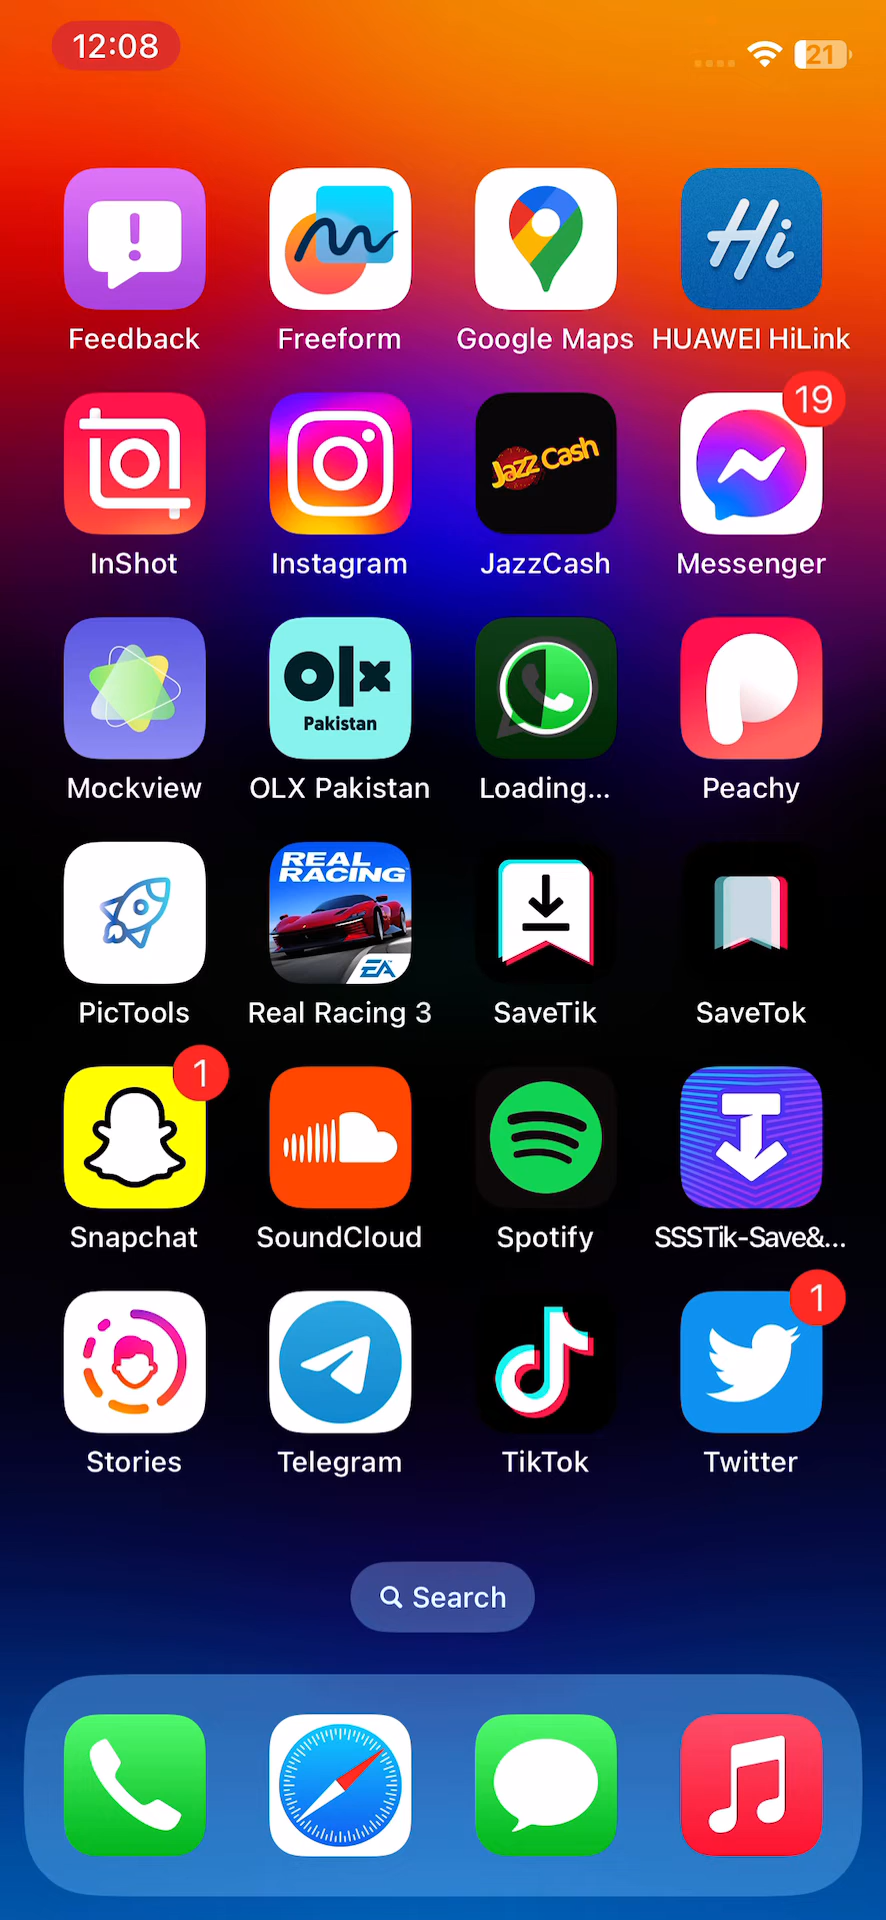 12:08
21
Feedback
Freeform
Google Maps
Hi
HUAWEI HiLink
InShot
Instagram
Jazz Cash
JazzCash
19
Messenger
Mockview
olx
Pakistan
OLX Pakistan
Loading...
Peachy
PicTools
REAL
RACING
EA
Real Racing 3
SaveTik
SaveTok
1
Snapchat
SoundCloud
Spotify
SSSTik-Save&...
Stories
Telegram
TikTok
1
Twitter
Search